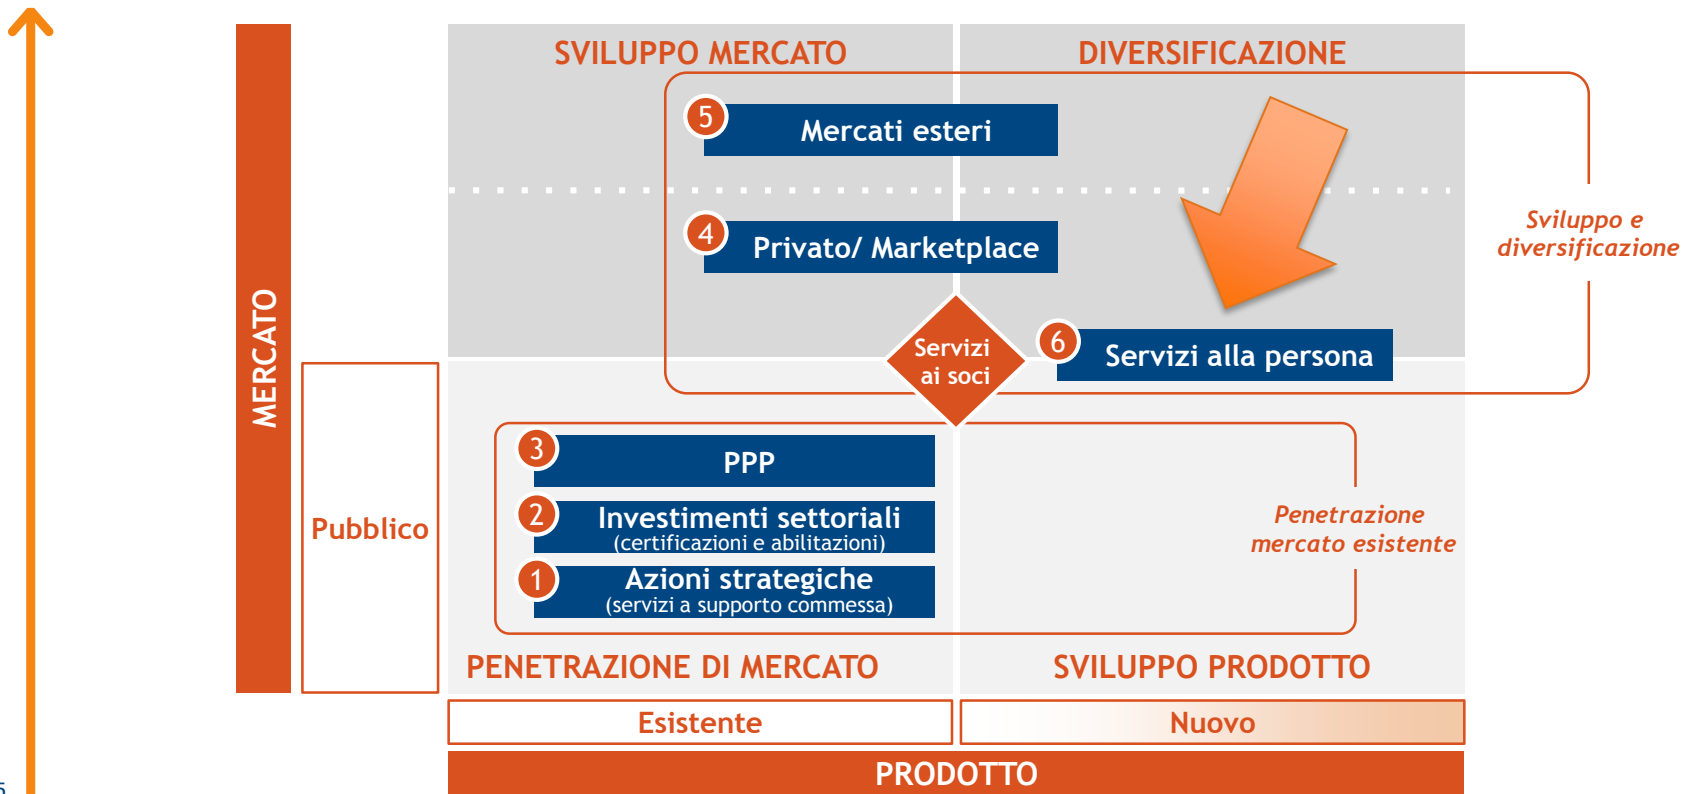 SVILUPPO MERCATO
DIVERSIFICAZIONE
5
Mercati esteri
4
Privato/ Marketplace
Sviluppo e
diversificazione
MERCATO
Servizi
ai soci
6
Servizi alla persona
Pubblico
3
PPP
2
Investimenti settoriali
(certificazioni e abilitazioni)
1
Azioni strategiche
(servizi a supporto commessa)
Penetrazione
mercato esistente
PENETRAZIONE DI MERCATO
SVILUPPO PRODOTTO
Esistente
Nuovo
PRODOTTO